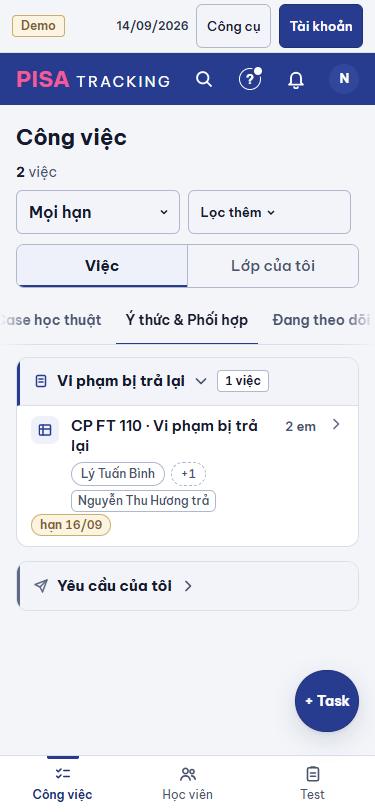 Demo
14/09/2026
Công cụ
Tài khoản
PISA TRACKING
?
N
Công việc
2 việc
Mọi hạn
Lọc thêm
Việc
Lớp của tôi
Case học thuật
Ý thức & Phối hợp
Đang theo dõi
Vi phạm bị trả lại
1 việc
CP FT 110 · Vi phạm bị trả
lại
2 em
Lý Tuấn Bình
+1
Nguyễn Thu Hương trả
hạn 16/09
Yêu cầu của tôi
+ Task
Công việc
Học viên
Test